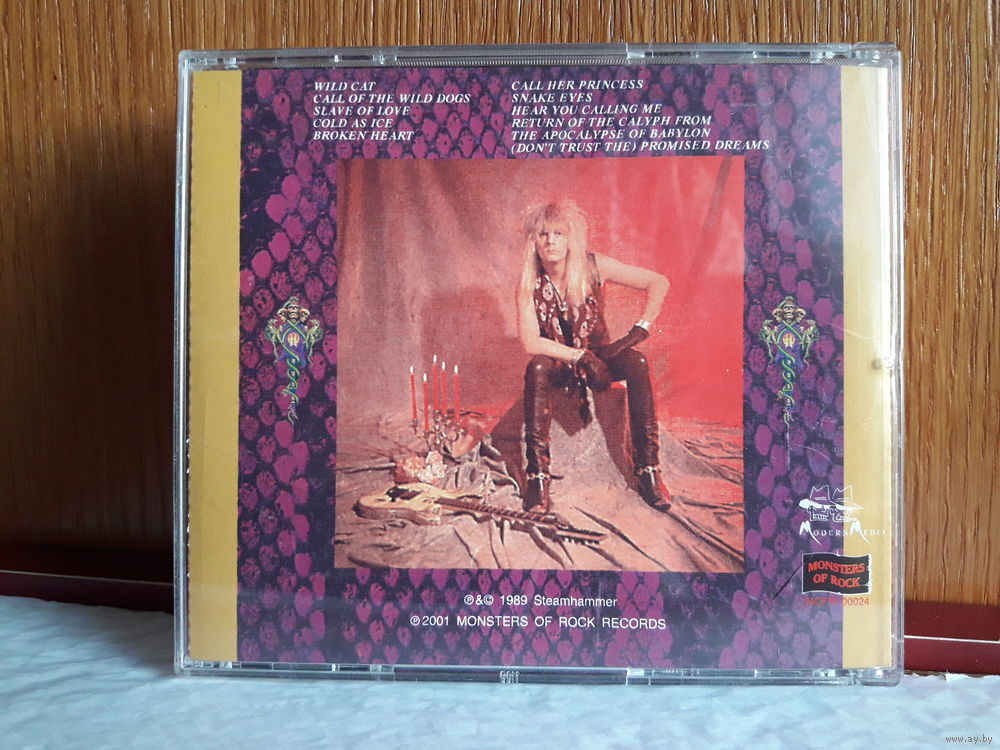 WILD CAT
CALL OF THE WILD DOGS
SLAVE OF LOVE
COLD AS ICE
BROKEN HEART
CALL HER PRINCESS
SNAKE EYES
HEAR YOU CALLING ME
RETURN OF THE CALYPH FROM
THE APOCALYPSE OF BABYLON
(DON'T TRUST THE) PROMISED DREAMS
MODERN MEDIA
MONSTERS
OF ROCK
00024
℗&© 1989 Steamhammer
℗2001 MONSTERS OF ROCK RECORDS
www.ay.by